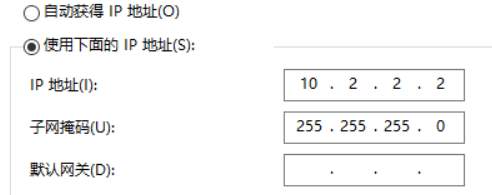 自动获得 IP 地址(O)
使用下面的 IP 地址(S):
IP 地址(I): 10 . 2 . 2 . 2
子网掩码(U): 255 . 255 . 255 . 0
默认网关(D): . . .